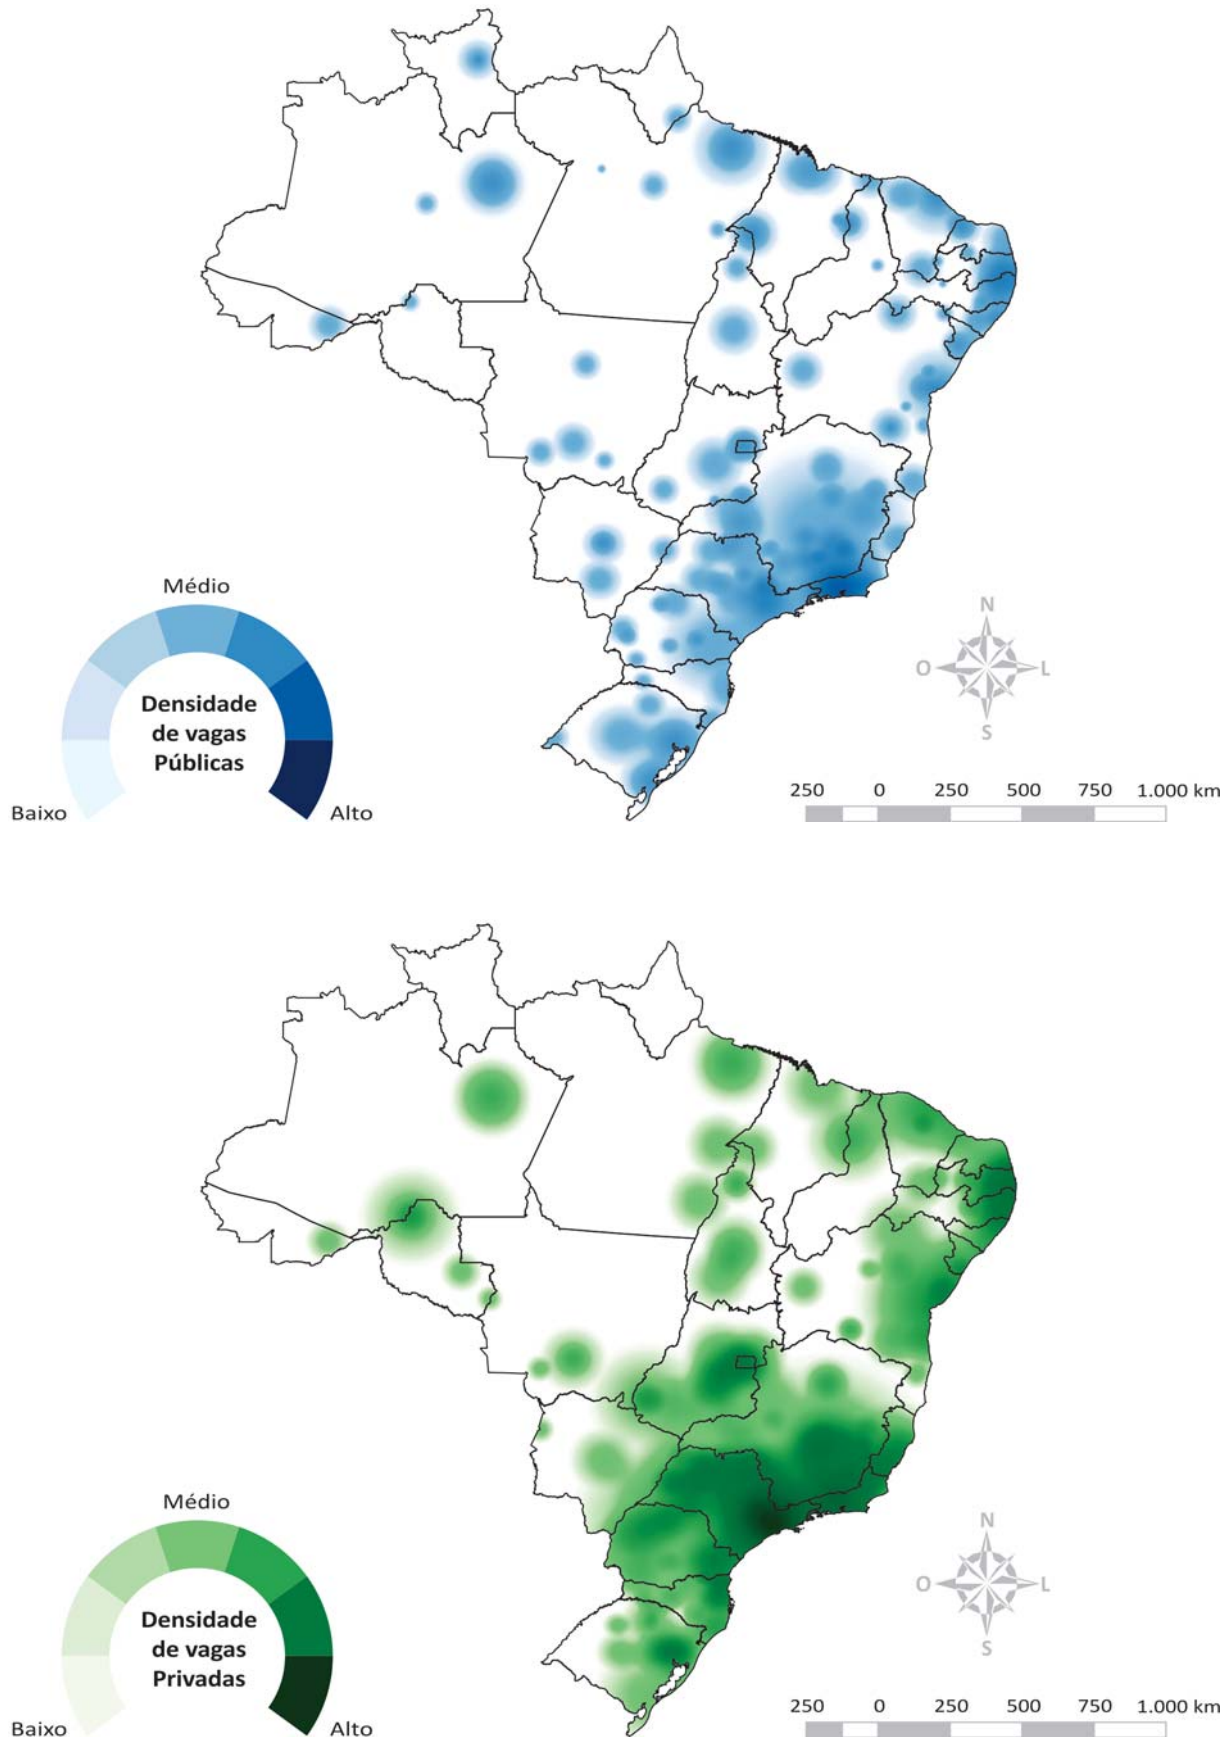 N
O
L
S
Médio
Densidade
de vagas
Públicas
Baixo
Alto
250 0 250 500 750 1.000 km
N
O
L
S
Médio
Densidade
de vagas
Privadas
Baixo
Alto
250 0 250 500 750 1.000 km